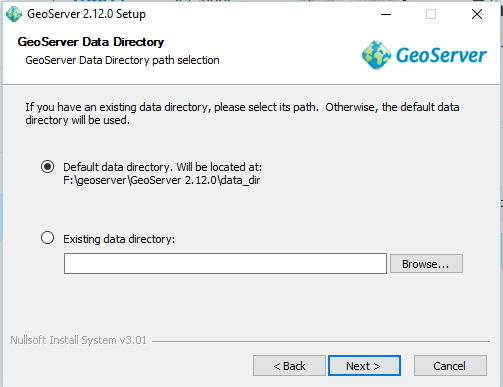 GeoServer 2.12.0 Setup
GeoServer Data Directory
GeoServer Data Directory path selection
GeoServer
If you have an existing data directory, please select its path.  Otherwise, the default data
directory will be used.
Default data directory. Will be located at:
F:\geoserver\GeoServer 2.12.0\data_dir
Existing data directory:
Browse...
Nullsoft Install System v3.01
< Back
Next >
Cancel